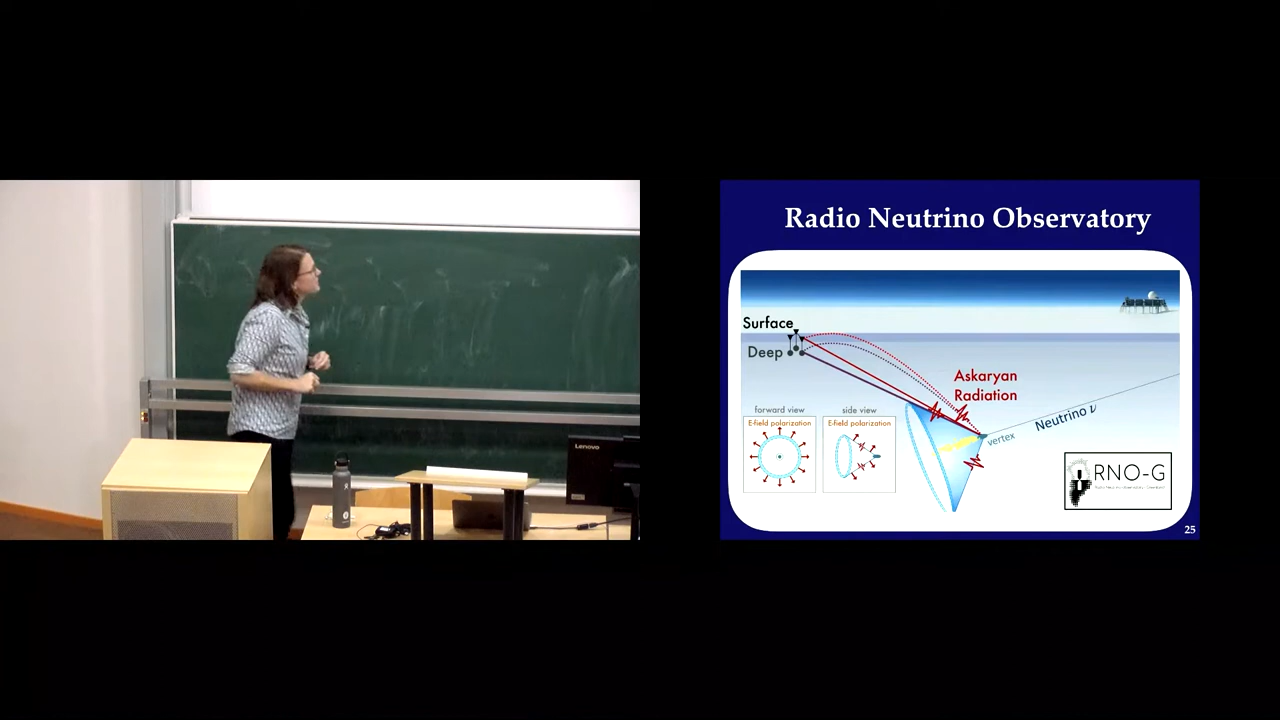 Lenovo
Radio Neutrino Observatory
Surface
Deep
Askaryan
Radiation
Neutrino ν
vertex
forward view
E-field polarization
side view
E-field polarization
RNO-G
25